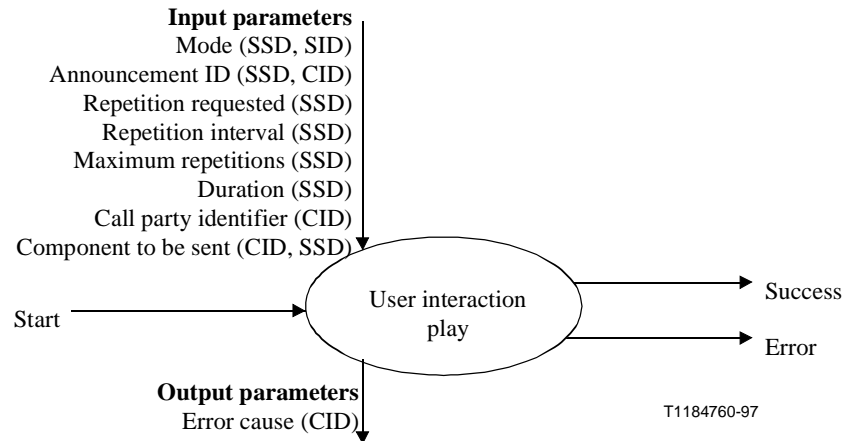 Input parameters
Mode (SSD, SID)
Announcement ID (SSD, CID)
Repetition requested (SSD)
Repetition interval (SSD)
Maximum repetitions (SSD)
Duration (SSD)
Call party identifier (CID)
Component to be sent (CID, SSD)
Start
User interaction
play
Success
Error
Output parameters
Error cause (CID)
T1184760-97